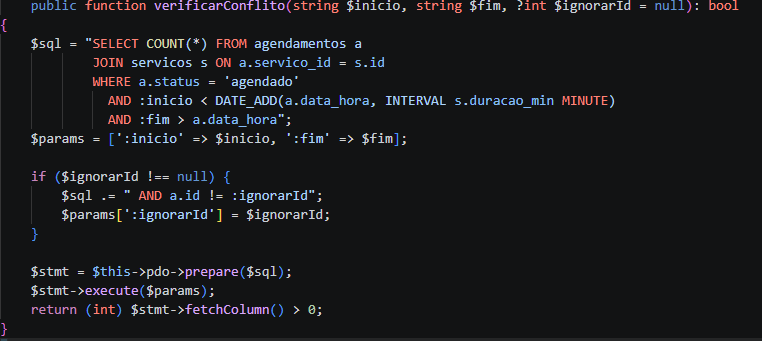 public function verificarConflito(string $inicio, string $fim, ?int $ignorarId = null): bool
{
    $sql = "SELECT COUNT(*) FROM agendamentos a
            JOIN servicos s ON a.servico_id = s.id
            WHERE a.status = 'agendado'
              AND :inicio < DATE_ADD(a.data_hora, INTERVAL s.duracao_min MINUTE)
              AND :fim > a.data_hora";
    $params = [':inicio' => $inicio, ':fim' => $fim];
    if ($ignorarId !== null) {
        $sql .= " AND a.id != :ignorarId";
        $params[':ignorarId'] = $ignorarId;
    }
    $stmt = $this->pdo->prepare($sql);
    $stmt->execute($params);
    return (int) $stmt->fetchColumn() > 0;
}